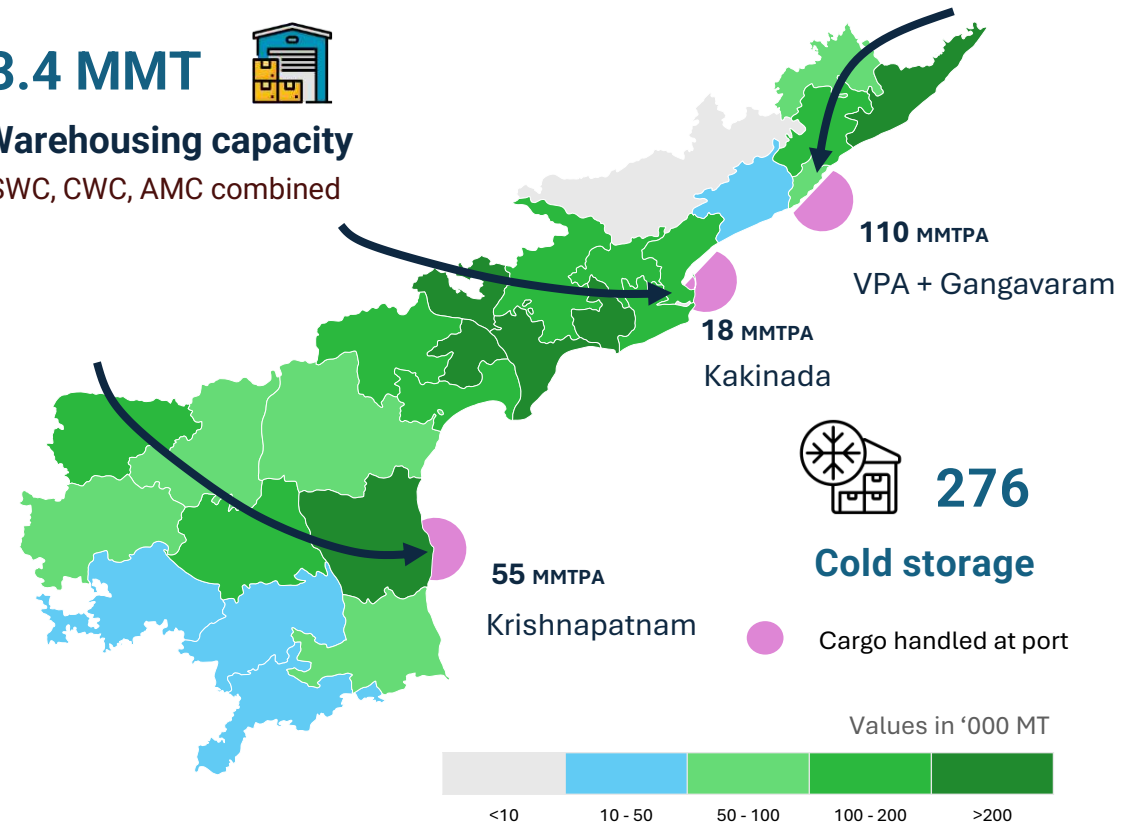 3.4 MMT
Warehousing capacity
SWC, CWC, AMC combined
110 MMTPA
VPA + Gangavaram
18 MMTPA
Kakinada
276
Cold storage
55 MMTPA
Krishnapatnam
Cargo handled at port
Values in ‘000 MT
<10 10 - 50 50 - 100 100 - 200 >200